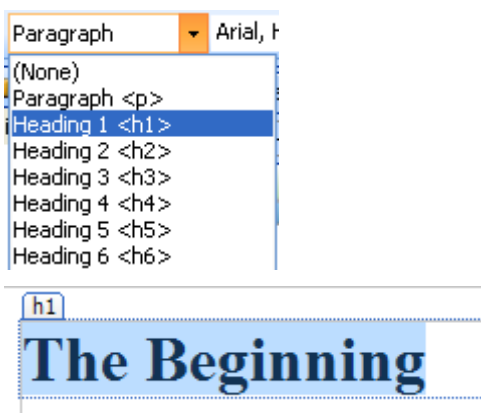 Paragraph Arial, H
(None)
Paragraph <p>
Heading 1 <h1>
Heading 2 <h2>
Heading 3 <h3>
Heading 4 <h4>
Heading 5 <h5>
Heading 6 <h6>
h1
The Beginning